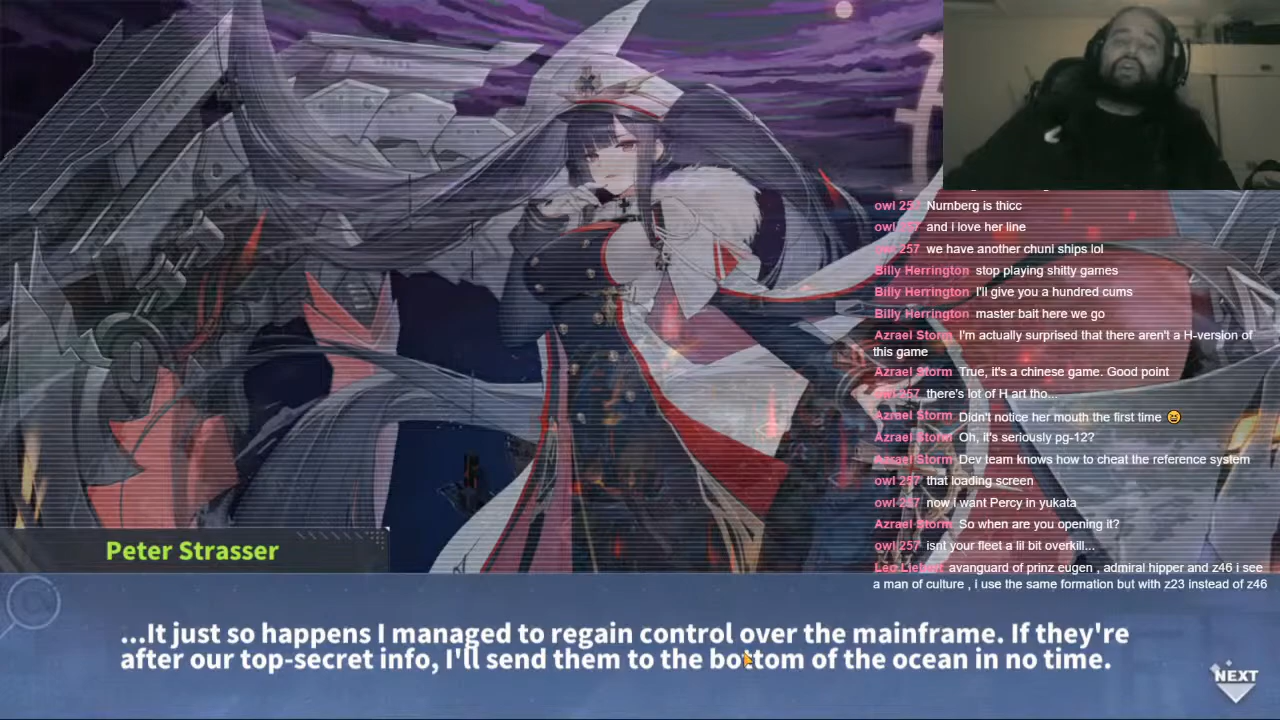 owl 257 Nurnberg is thicc
owl 257 and i love her line
owl 257 we have another chuni ships lol
Billy Herrington stop playing shitty games
Billy Herrington I'll give you a hundred cums
Billy Herrington master bait here we go
Azrael Storm I'm actually surprised that there aren't a H-version of
this game
Azrael Storm True, it's a chinese game. Good point
owl 257 there's lot of H art tho...
Azrael Storm Didn't notice her mouth the first time 😆
Azrael Storm Oh, it's seriously pg-12?
Azrael Storm Dev team knows how to cheat the reference system
owl 257 that loading screen
owl 257 now i want Percy in yukata
Azrael Storm So when are you opening it?
owl 257 isnt your fleet a lil bit overkill...
Leo avanguard of prinz eugen , admiral hipper and z46 i see
a man of culture , i use the same formation but with z23 instead of z46
Peter Strasser
...It just so happens I managed to regain control over the mainframe. If they're
after our top-secret info, I'll send them to the bottom of the ocean in no time.
NEXT